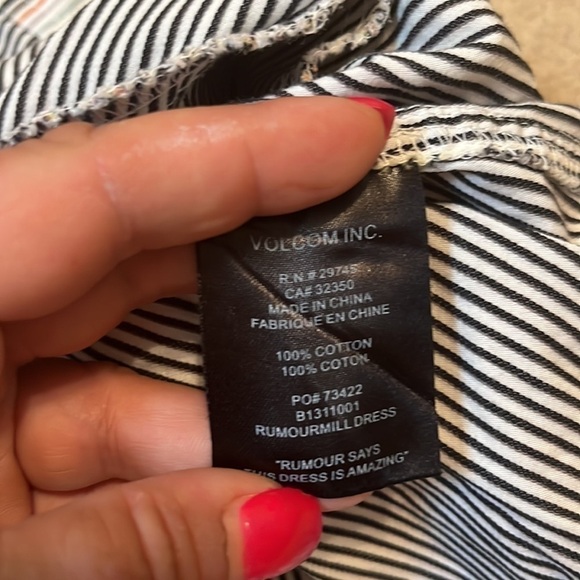 VOLCOM INC.
R.N.# 29745
CA# 32350
MADE IN CHINA
FABRIQUÉ EN CHINE
100% COTTON
100% COTON
PO# 73422
B1311001
RUMOURMILL DRESS
"RUMOUR SAYS
THIS DRESS IS AMAZING"